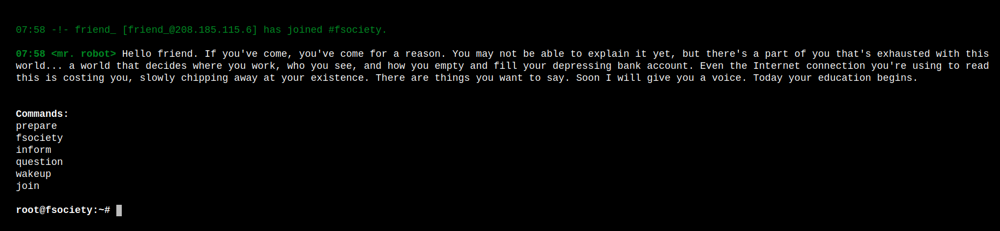 07:58 -!- friend_ [friend_@208.185.115.6] has joined #fsociety.
07:58 <mr. robot> Hello friend. If you've come, you've come for a reason. You may not be able to explain it yet, but there's a part of you that's exhausted with this
world... a world that decides where you work, who you see, and how you empty and fill your depressing bank account. Even the Internet connection you're using to read
this is costing you, slowly chipping away at your existence. There are things you want to say. Soon I will give you a voice. Today your education begins.
Commands:
prepare
fsociety
inform
question
wakeup
join
root@fsociety:~#